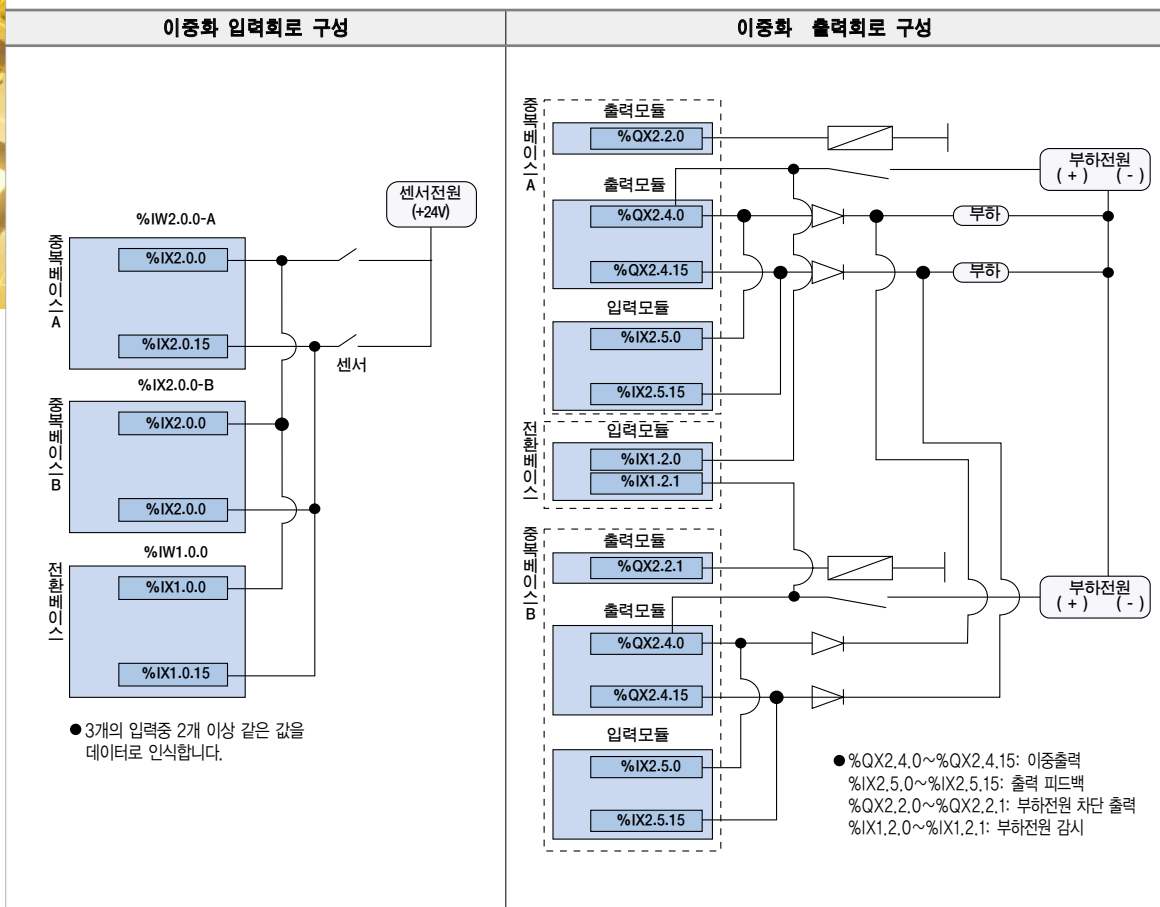 이중화 입력회로 구성
센서전원
(+24V)
%IW2.0.0-A
중복베이스A
%IX2.0.0
%IX2.0.15
센서
%IX2.0.0-B
중복베이스B
%IX2.0.0
%IX2.0.0
%IW1.0.0
전환베이스
%IX1.0.0
%IX1.0.15
● 3개의 입력중 2개 이상 같은 값을
데이터로 인식합니다.
이중화 출력회로 구성
중복베이스A
출력모듈
%QX2.2.0
부하전원
(+) (-)
출력모듈
%QX2.4.0
부하
%QX2.4.15
부하
입력모듈
%IX2.5.0
%IX2.5.15
전환베이스
입력모듈
%IX1.2.0
%IX1.2.1
중복베이스B
출력모듈
%QX2.2.1
부하전원
(+) (-)
출력모듈
%QX2.4.0
%QX2.4.15
입력모듈
%IX2.5.0
%IX2.5.15
●%QX2.4.0~%QX2.4.15: 이중출력
%IX2.5.0~%IX2.5.15: 출력 피드백
%QX2.2.0~%QX2.2.1: 부하전원 차단 출력
%IX1.2.0~%IX1.2.1: 부하전원 감시